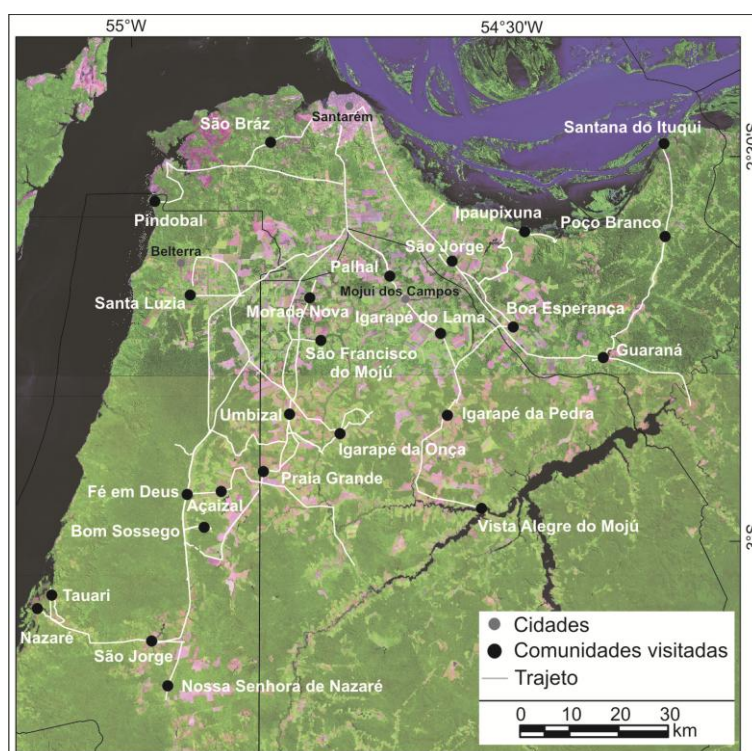 55°W
54°30'W
São Bráz
Santarém
Santana do Ituqui
2°30'S
Pindobal
Ipaupixuna
Poço Branco
Belterra
São Jorge
Palhal
Santa Luzia
Mojuí dos Campos
Morada Nova
Boa Esperança
Igarapé do Lama
São Francisco
do Mojú
Guaraná
Umbizal
Igarapé da Pedra
Igarapé da Onça
Praia Grande
Fé em Deus
Açaizal
Bom Sossego
Vista Alegre do Mojú
3°S
Tauari
Nazaré
São Jorge
Nossa Senhora de Nazaré
Cidades
Comunidades visitadas
Trajeto
0 10 20 30
km